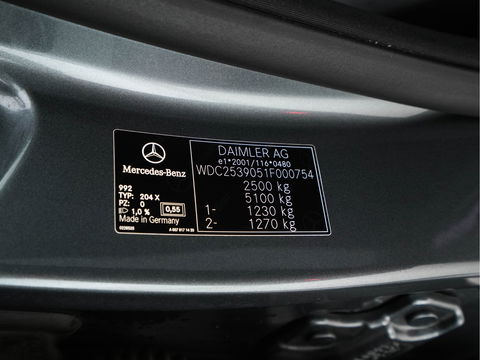 Mercedes-Benz
992
TYP: 204 X
PZ: 0
1,0 % 0,55
Made in Germany
DAIMLER AG
e1*2001/116*0480
WDC2539051F000754
2500 kg
5100 kg
1- 1230 kg
2- 1270 kg